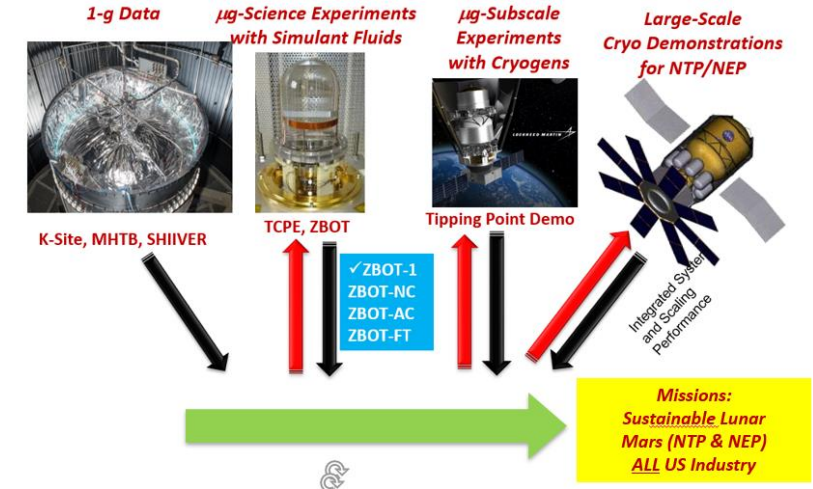 1-g Data
µg-Science Experiments
with Simulant Fluids
µg-Subscale
Experiments
with Cryogens
Large-Scale
Cryo Demonstrations
for NTP/NEP
LOCKHEED MARTIN
K-Site, MHTB, SHIIVER
TCPE, ZBOT
Tipping Point Demo
✓ZBOT-1
ZBOT-NC
ZBOT-AC
ZBOT-FT
Integrated System
and Scaling
Performance
Missions:
Sustainable Lunar
Mars (NTP & NEP)
ALL US Industry